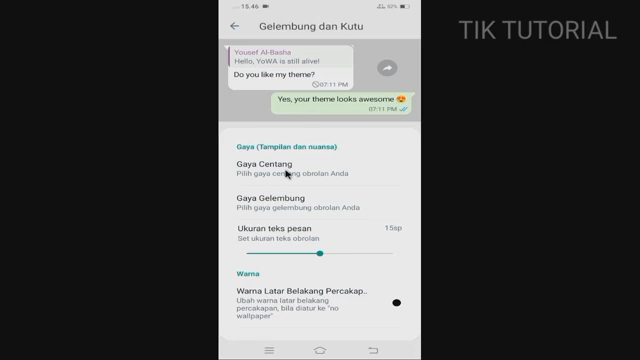 15.46
60%
TIK TUTORIAL
Gelembung dan Kutu
Yousef Al-Basha
Hello, YoWA is still alive!
Do you like my theme?
07:11 PM
Yes, your theme looks awesome 😍
07:11 PM
Gaya (Tampilan dan nuansa)
Gaya Centang
Pilih gaya centang obrolan Anda
Gaya Gelembung
Pilih gaya gelembung obrolan Anda
Ukuran teks pesan 15sp
Set ukuran teks obrolan
Warna
Warna Latar Belakang Percakap..
Ubah warna latar belakang
percakapan, bila diatur ke "no
wallpaper"